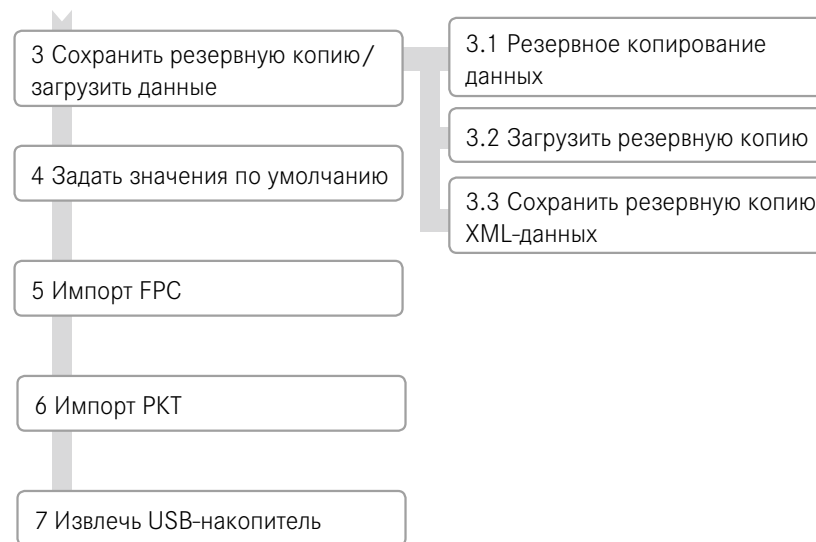 3 Сохранить резервную копию/
загрузить данные
3.1 Резервное копирование
данных
3.2 Загрузить резервную копию
3.3 Сохранить резервную копию
XML-данных
4 Задать значения по умолчанию
5 Импорт FPC
6 Импорт PKT
7 Извлечь USB-накопитель